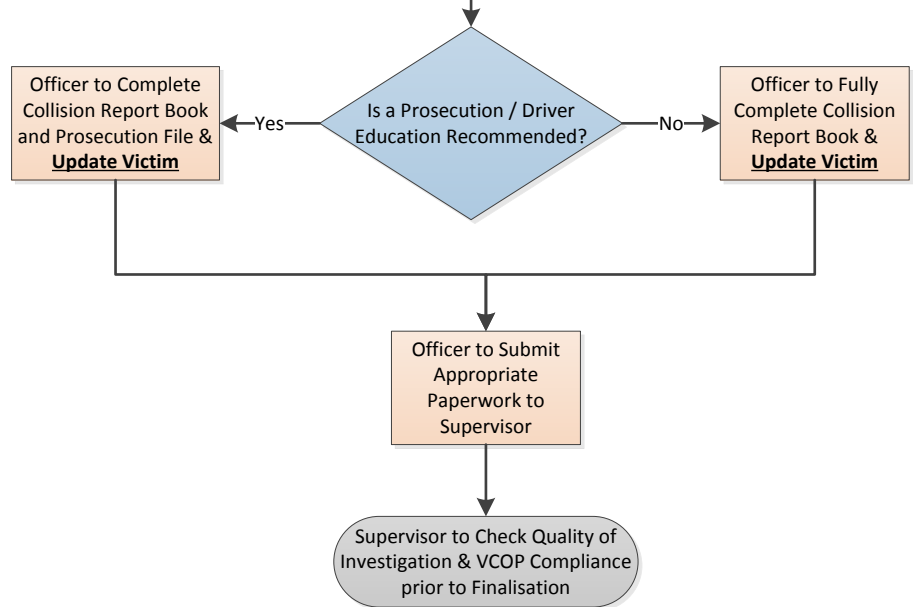 Is a Prosecution / Driver
Education Recommended?
Yes
No
Officer to Complete
Collision Report Book
and Prosecution File &
Update Victim
Officer to Fully
Complete Collision
Report Book &
Update Victim
Officer to Submit
Appropriate
Paperwork to
Supervisor
Supervisor to Check Quality of
Investigation & VCOP Compliance
prior to Finalisation